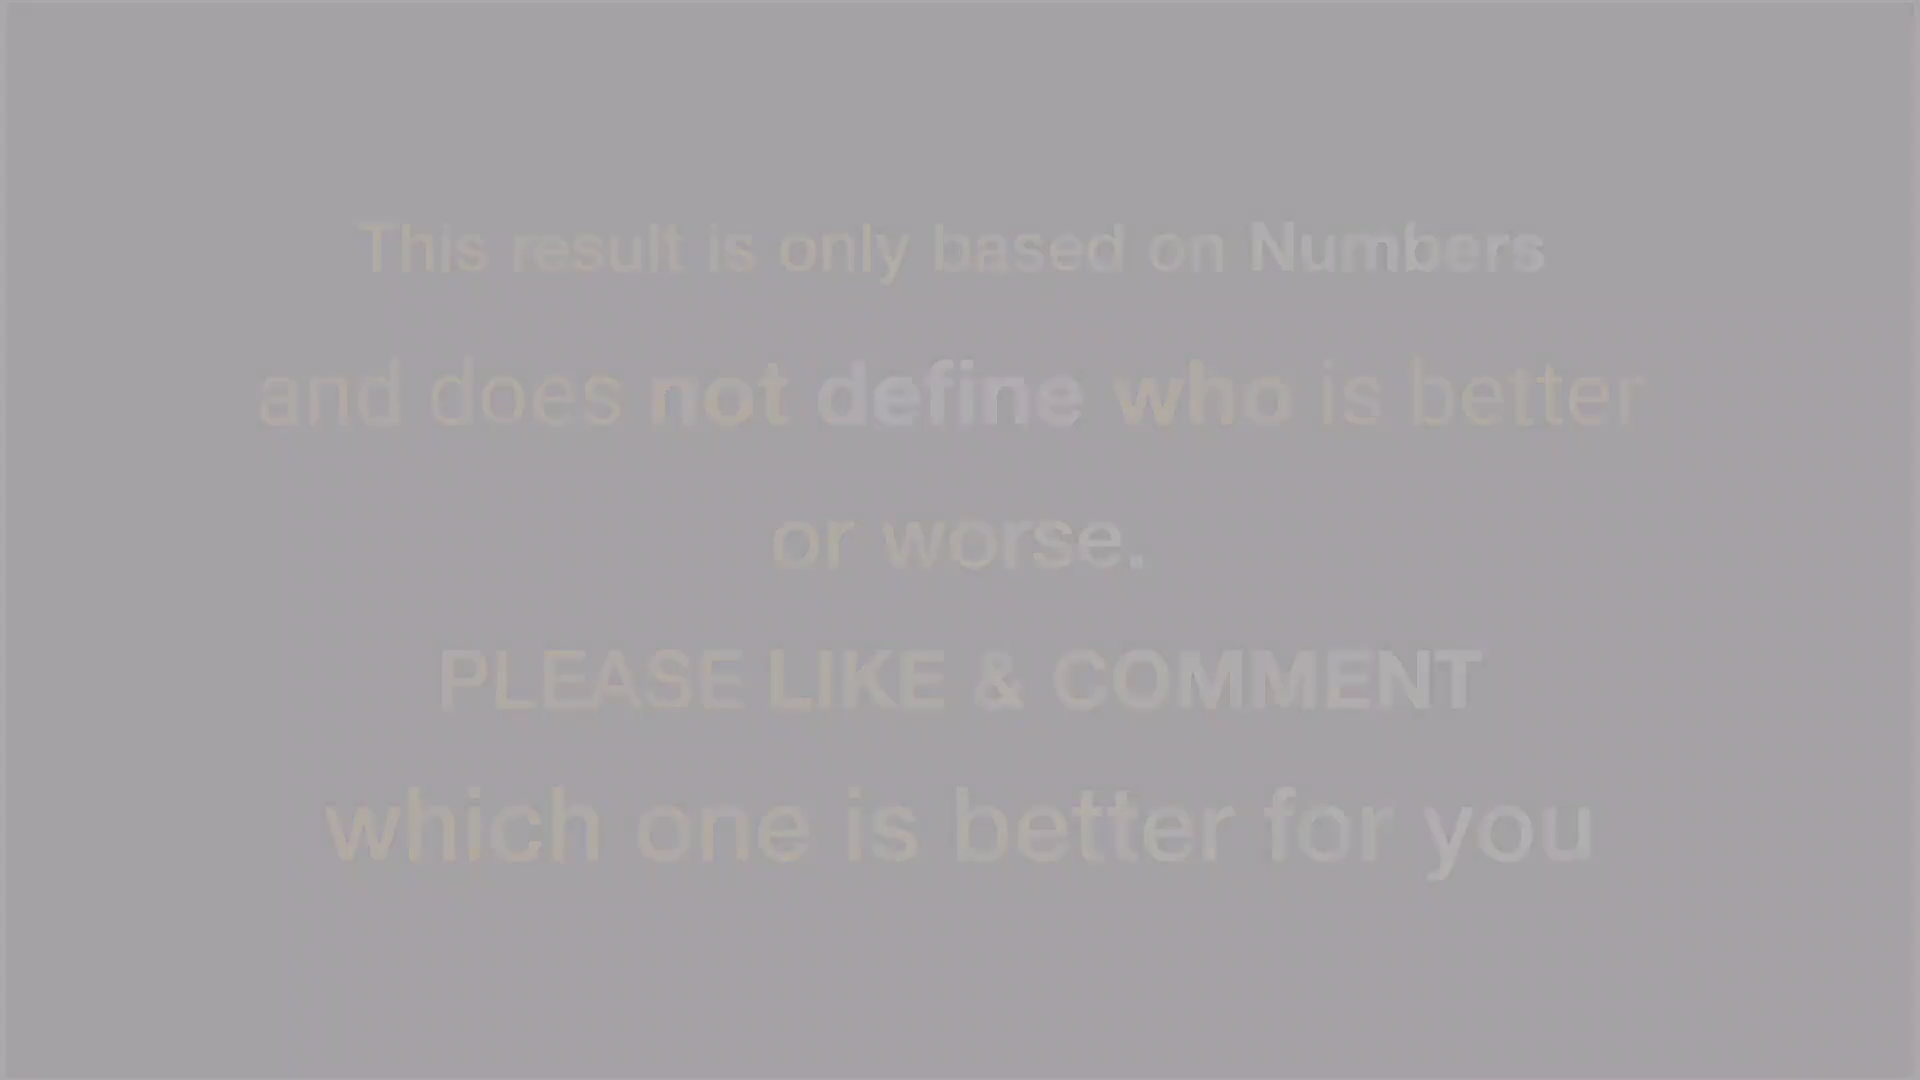 This result is only based on Numbers
and does not define who is better
or worse.
PLEASE LIKE & COMMENT
which one is better for you